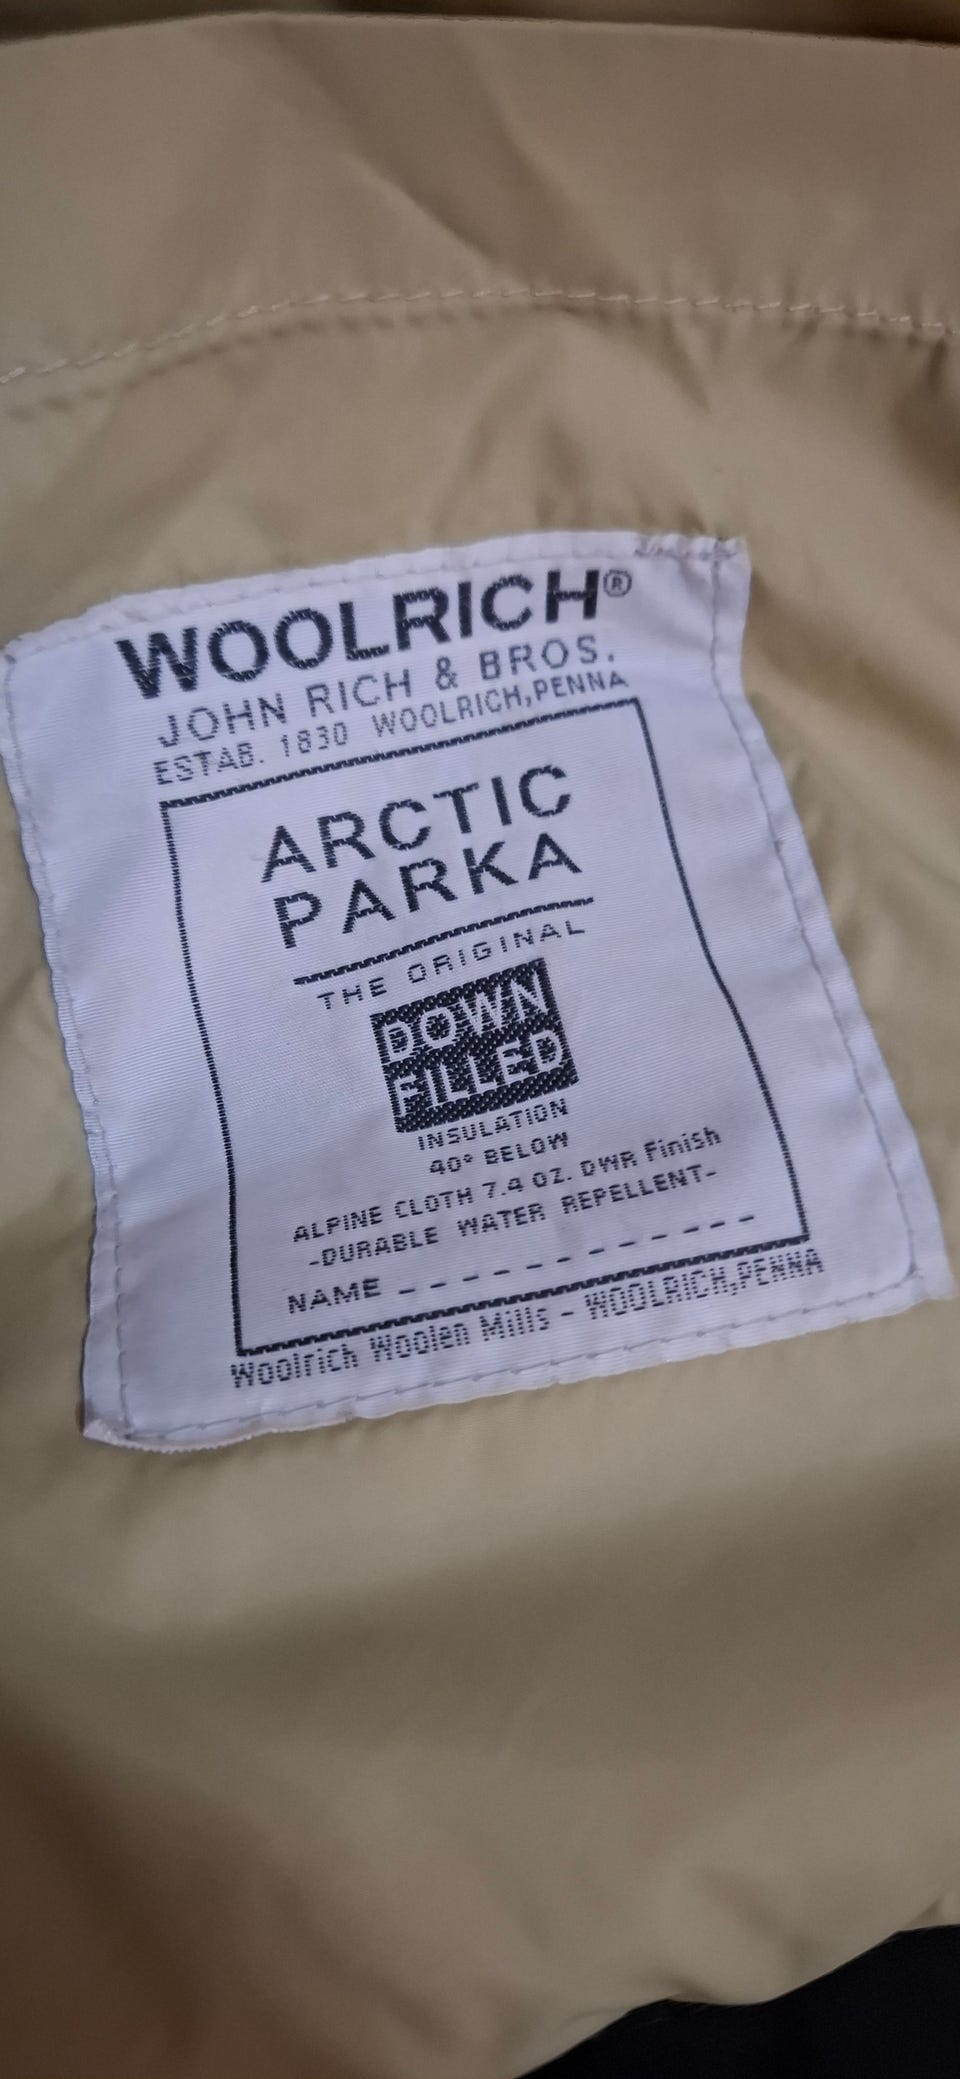 WOOLRICH®
JOHN RICH & BROS.
ESTAB. 1830 WOOLRICH,PENNA
ARCTIC
PARKA
THE ORIGINAL
DOWN
FILLED
INSULATION
40° BELOW
ALPINE CLOTH 7.4 OZ. DWR Finish
-DURABLE WATER REPELLENT-
NAME _ _ _ _ _ _ _ _ _ _ _
Woolrich Woolen Mills - WOOLRICH,PENNA